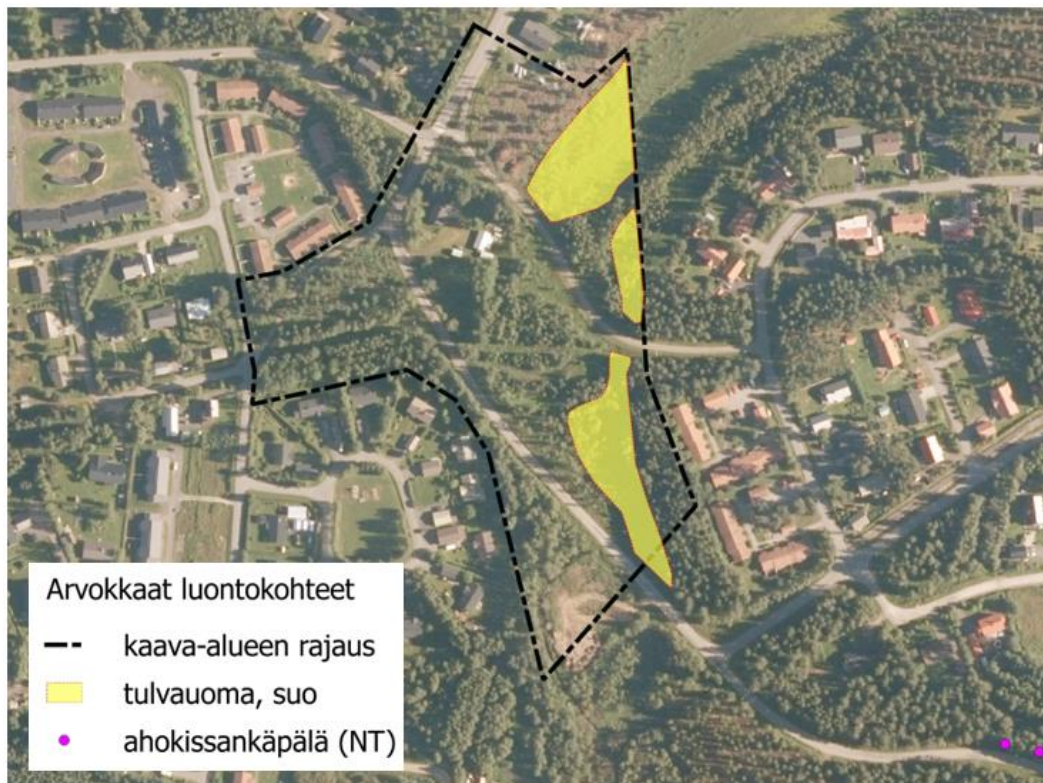 Arvokkaat luontokohteet
kaava-alueen rajaus
tulvauoma, suo
ahokissankäpälä (NT)